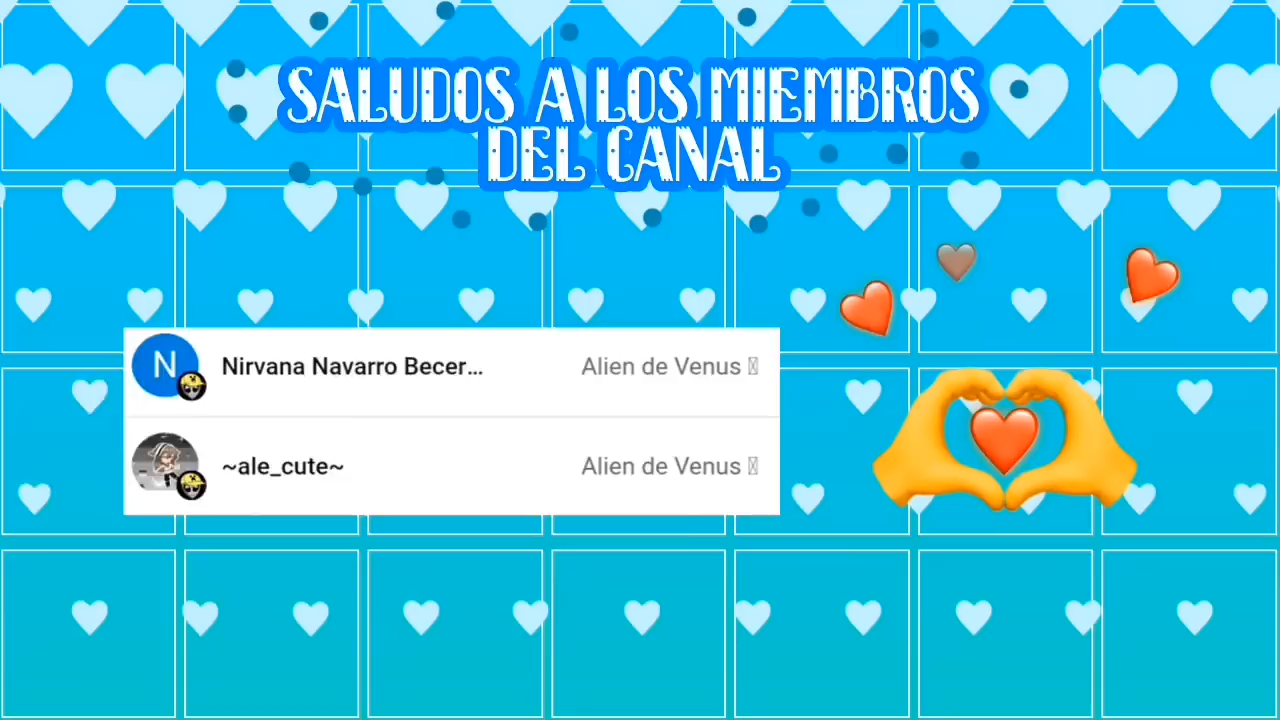 SALUDOS A LOS MIEMBROS
DEL CANAL
N Nirvana Navarro Becer... Alien de Venus
~ale_cute~ Alien de Venus